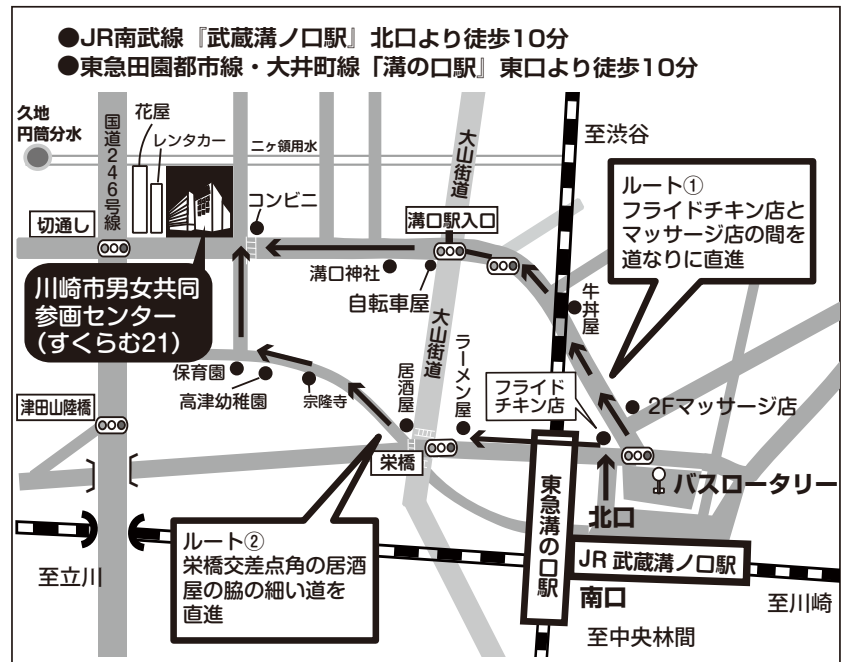 ●JR南武線『武蔵溝ノ口駅』北口より徒歩10分
●東急田園都市線・大井町線「溝の口駅』東口より徒歩10分
久地
円筒分水
国道246号線
花屋
レンタカー
二ヶ領用水
大山街道
至渋谷
コンビニ
切通し
溝口駅入口
ルート①
フライドチキン店と
マッサージ店の間を
道なりに直進
川崎市男女共同
参画センター
(すくらむ21)
溝口神社
自転車屋
牛丼屋
大山街道
保育園
高津幼稚園
宗隆寺
居酒屋
ラーメン屋
フライド
チキン店
2Fマッサージ店
津田山陸橋
栄橋
バスロータリー
北口
東急溝の口駅
JR 武蔵溝ノ口駅
南口
ルート②
栄橋交差点角の居酒
屋の脇の細い道を
直進
至立川
至川崎
至中央林間